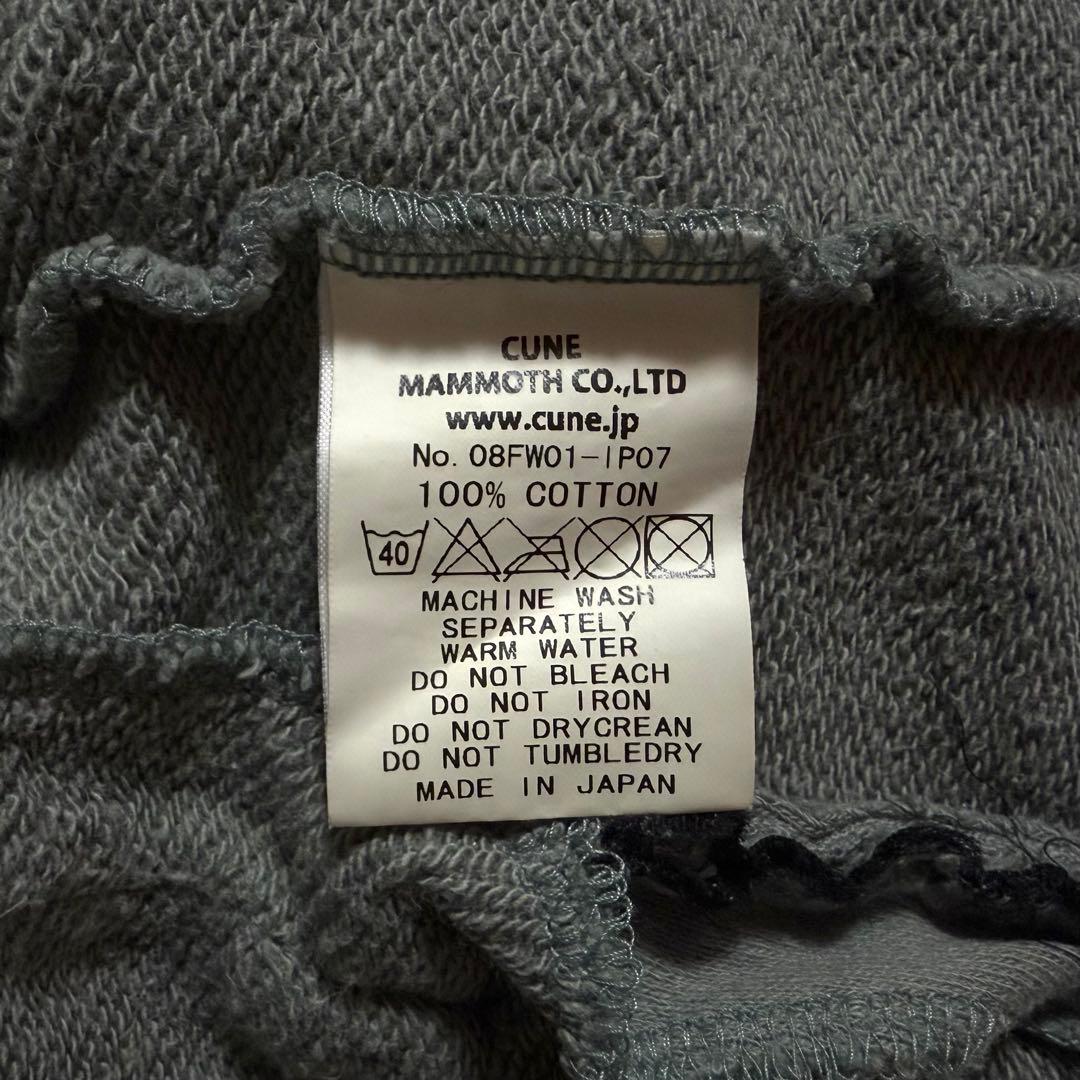 CUNE
MAMMOTH CO.,LTD
www.cune.jp
No. 08FW01-IP07
100% COTTON
40
MACHINE WASH
SEPARATELY
WARM WATER
DO NOT BLEACH
DO NOT IRON
DO NOT DRYCREAN
DO NOT TUMBLEDRY
MADE IN JAPAN